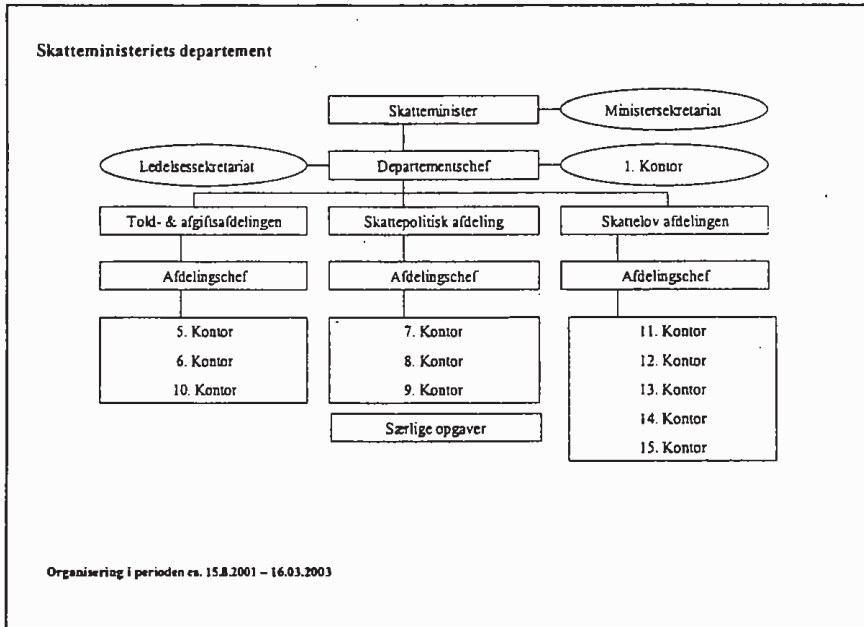 Skatteministeriets departement
Skatteminister
Ministersekretariat
Ledelsessekretariat
Departementschef
1. Kontor
Told- & afgiftsafdelingen
Skattepolitisk afdeling
Skattelov afdelingen
Afdelingschef
Afdelingschef
Afdelingschef
5. Kontor
6. Kontor
10. Kontor
7. Kontor
8. Kontor
9. Kontor
Særlige opgaver
11. Kontor
12. Kontor
13. Kontor
14. Kontor
15. Kontor
Organisering i perioden ca. 15.8.2001 – 16.03.2003